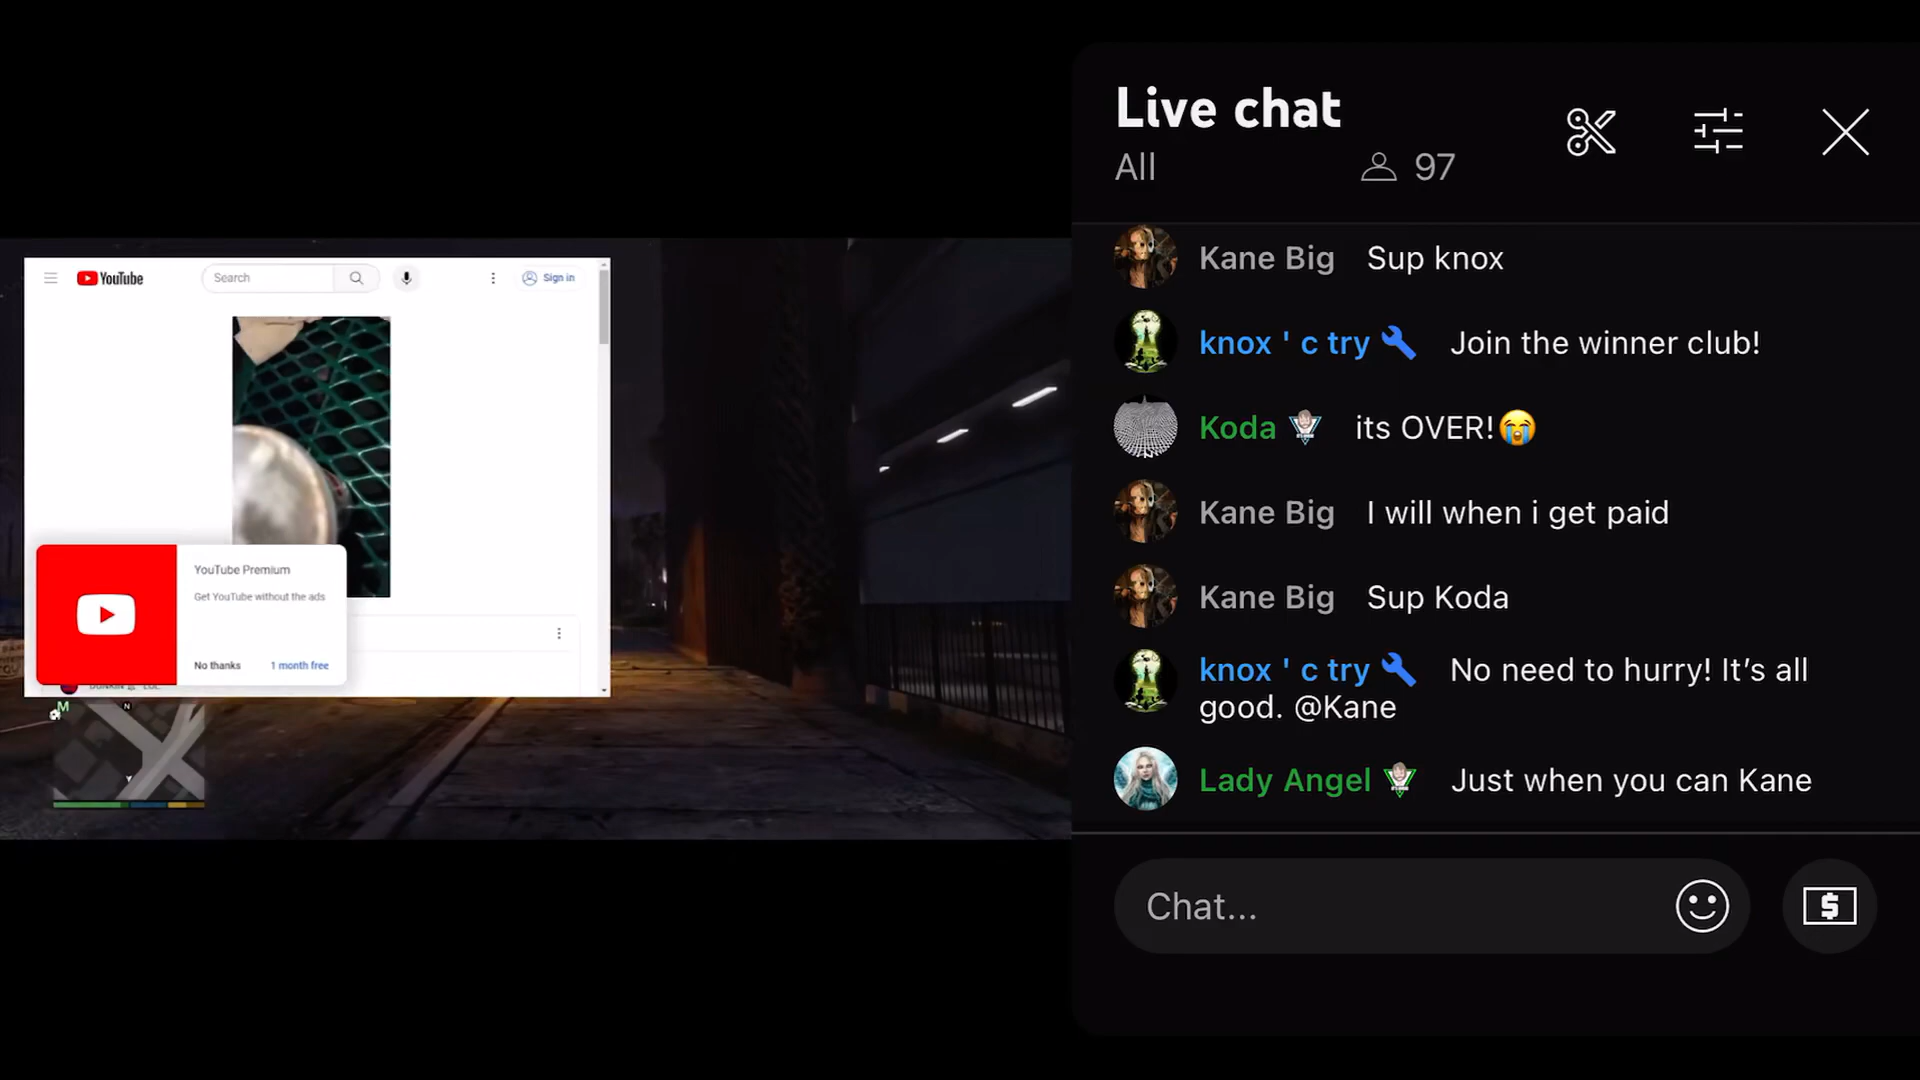 YouTube
Search
Sign in
YouTube Premium
Get YouTube without the ads
No thanks
1 month free
M
N
Live chat
All
97
Kane Big Sup knox
knox ' c try Join the winner club!
Koda its OVER!😭
Kane Big I will when i get paid
Kane Big Sup Koda
knox ' c try No need to hurry! It’s all
good. @Kane
Lady Angel Just when you can Kane
Chat...
$